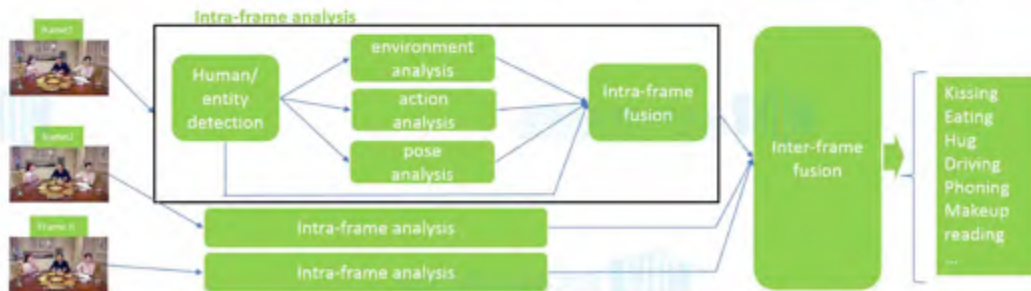 Intra-frame analysis
frame1
Human/
entity
detection
environment
analysis
action
analysis
pose
analysis
Intra-frame
fusion
frame2
Frame n
Intra-frame analysis
Intra-frame analysis
Inter-frame
fusion
Kissing
Eating
Hug
Driving
Phoning
Makeup
reading
...